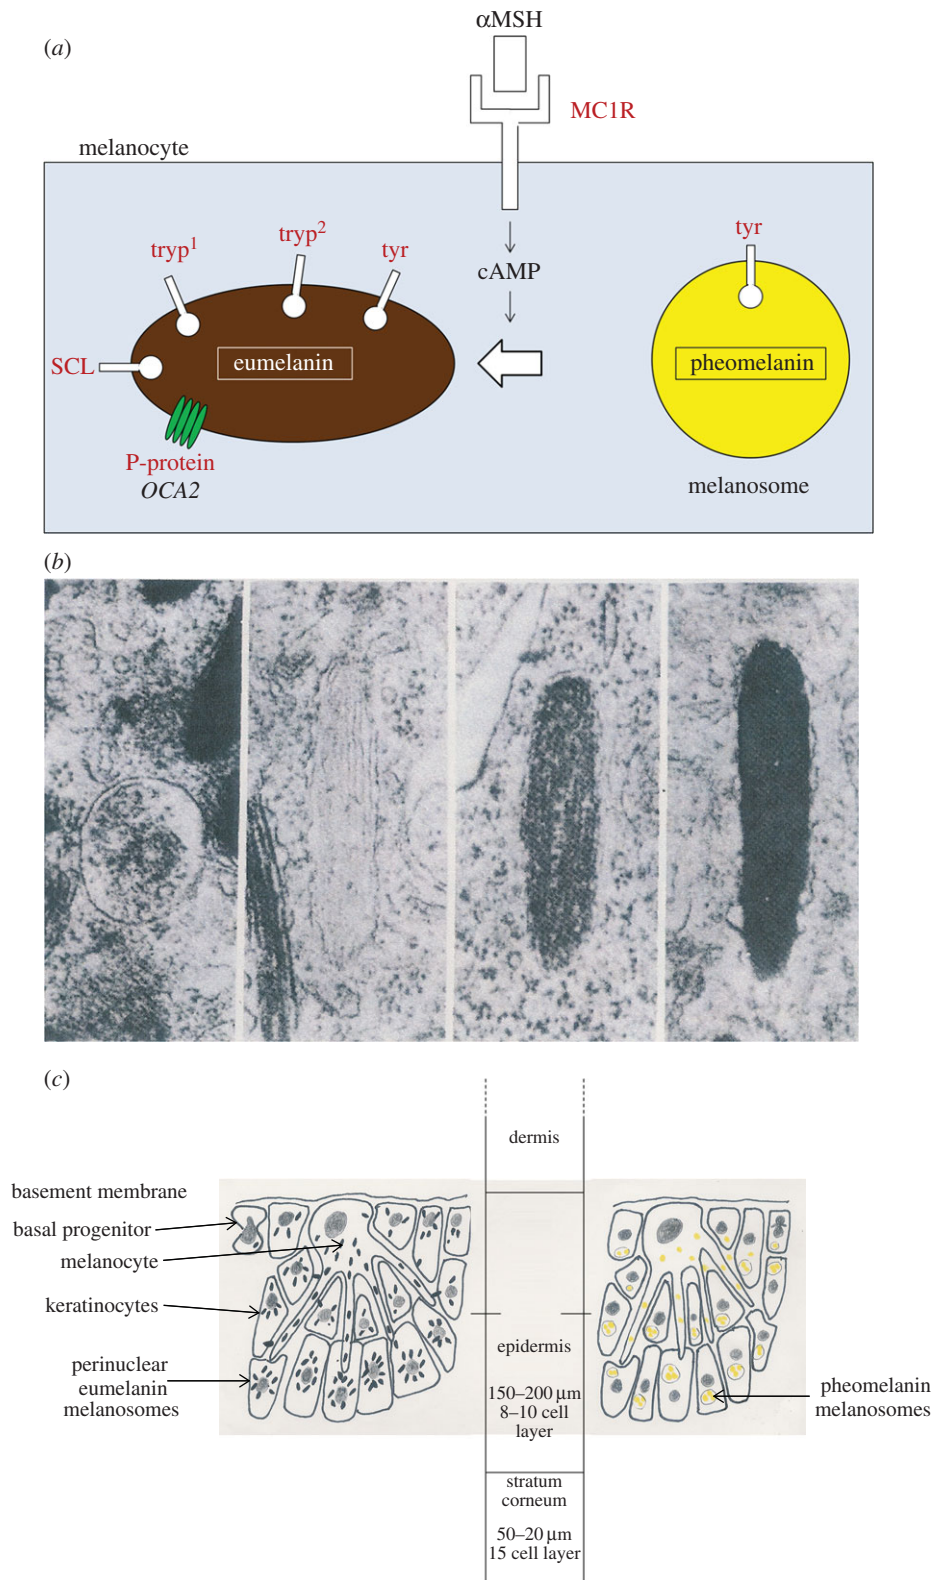 (a)
αMSH
MC1R
melanocyte
tryp¹
tryp²
tyr
tyr
cAMP
SCL
eumelanin
pheomelanin
P-protein
OCA2
melanosome
(b)
(c)
dermis
basement membrane
basal progenitor
melanocyte
keratinocytes
epidermis
perinuclear
eumelanin
melanosomes
150–200 μm
8–10 cell
layer
pheomelanin
melanosomes
stratum
corneum
50–20 μm
15 cell layer